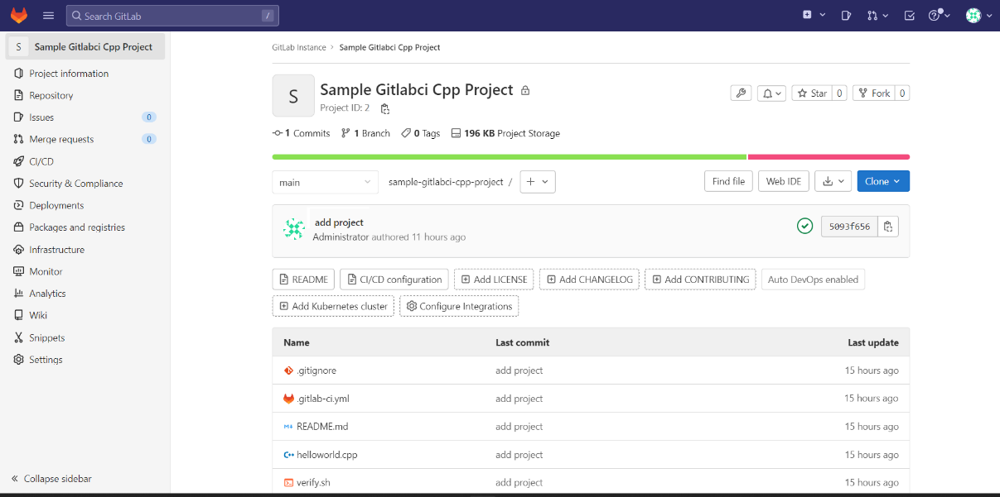 Search GitLab /
S Sample Gitlabci Cpp Project
Project information
Repository
Issues 0
Merge requests 0
CI/CD
Security & Compliance
Deployments
Packages and registries
Infrastructure
Monitor
Analytics
Wiki
Snippets
Settings
« Collapse sidebar
GitLab Instance > Sample Gitlabci Cpp Project
S
Sample Gitlabci Cpp Project
Project ID: 2
Star 0
Fork 0
1 Commits 1 Branch 0 Tags 196 KB Project Storage
main
sample-gitlabci-cpp-project / +
Find file
Web IDE
Clone
add project
Administrator authored 11 hours ago
5093f656
README
CI/CD configuration
Add LICENSE
Add CHANGELOG
Add CONTRIBUTING
Auto DevOps enabled
Add Kubernetes cluster
Configure Integrations
Name Last commit Last update
.gitignore add project 15 hours ago
.gitlab-ci.yml add project 15 hours ago
M↓ README.md add project 15 hours ago
C++ helloworld.cpp add project 15 hours ago
verify.sh add project 15 hours ago